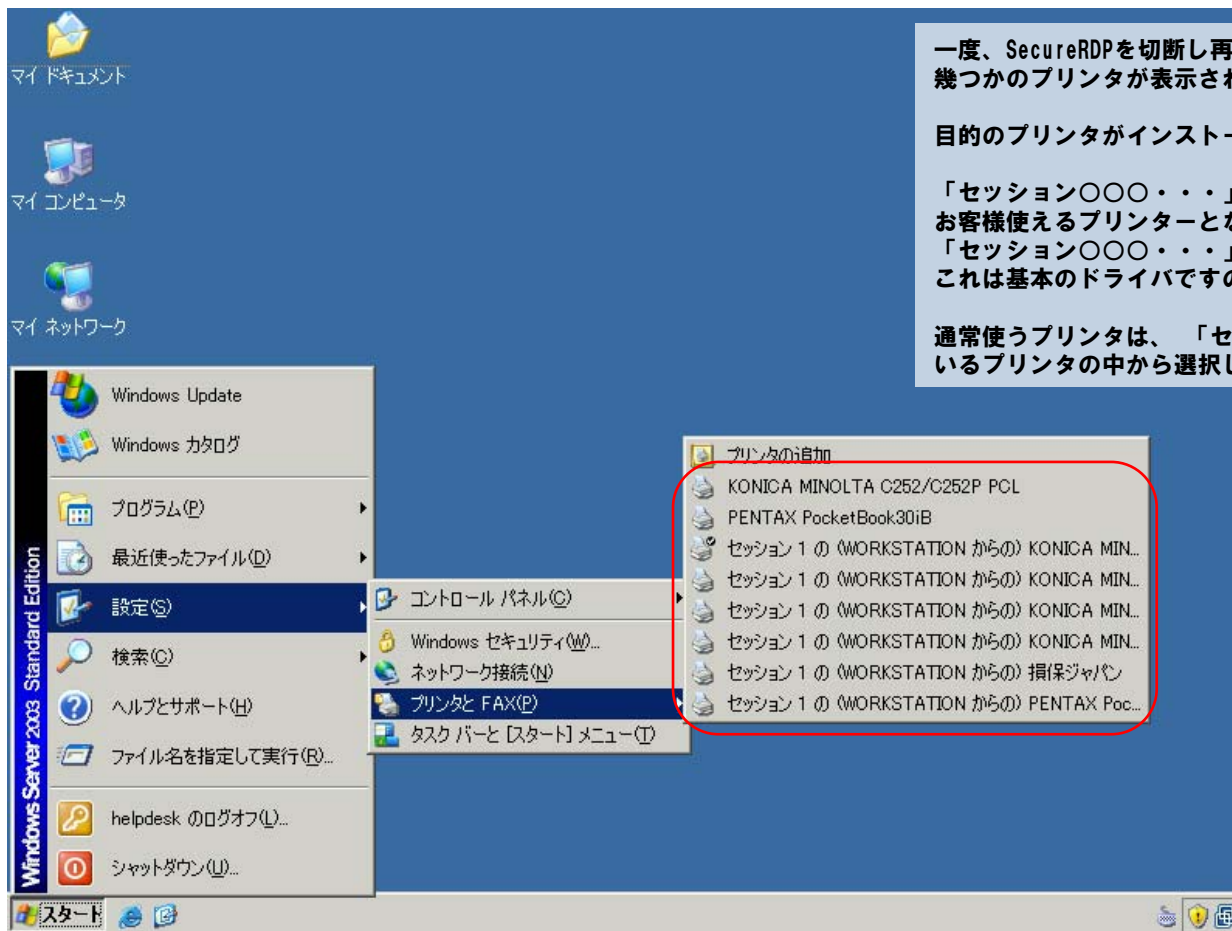 マイ ドキュメント
マイ コンピュータ
マイ ネットワーク
一度、SecureRDPを切断し再
幾つかのプリンタが表示され
目的のプリンタがインストー
「セッション〇〇〇・・・」
お客様使えるプリンターとな
「セッション〇〇〇・・・」
これは基本のドライバですの
通常使うプリンタは、 「セ
いるプリンタの中から選択し
Windows Server 2003 Standard Edition
Windows Update
Windows カタログ
プログラム(P)
最近使ったファイル(D)
設定(S)
検索(C)
ヘルプとサポート(H)
ファイル名を指定して実行(R)...
helpdesk のログオフ(L)...
シャットダウン(U)...
コントロール パネル(C)
Windows セキュリティ(W)...
ネットワーク接続(N)
プリンタと FAX(P)
タスク バーと [スタート] メニュー(T)
プリンタの追加
KONICA MINOLTA C252/C252P PCL
PENTAX PocketBook30iB
セッション 1 の (WORKSTATION からの) KONICA MIN...
セッション 1 の (WORKSTATION からの) KONICA MIN...
セッション 1 の (WORKSTATION からの) KONICA MIN...
セッション 1 の (WORKSTATION からの) KONICA MIN...
セッション 1 の (WORKSTATION からの) 損保ジャパン
セッション 1 の (WORKSTATION からの) PENTAX Poc...
スタート